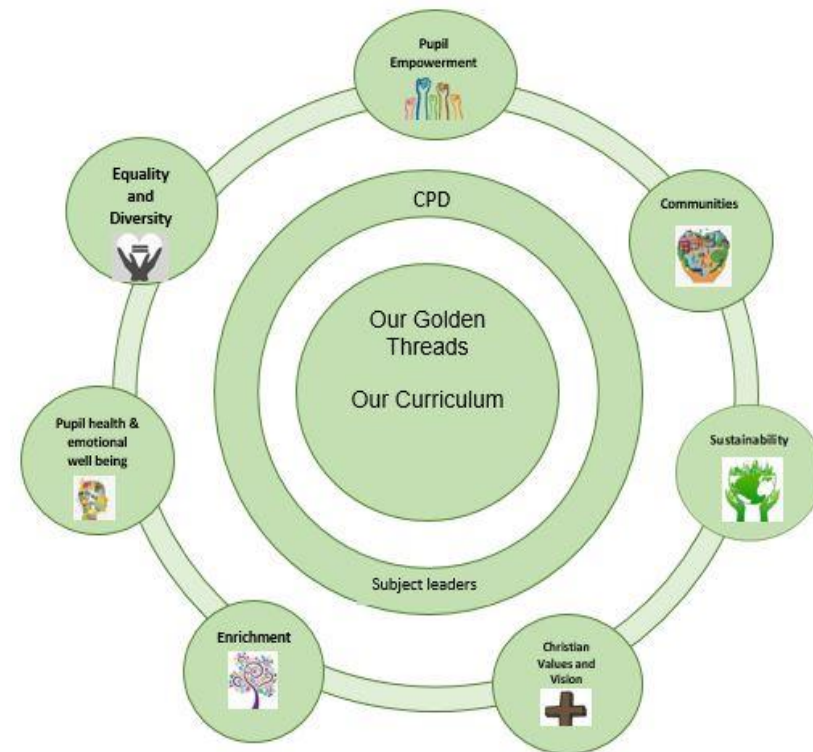 Pupil
Empowerment
Communities
Sustainability
Christian
Values and
Vision
Enrichment
Pupil health &
emotional
well being
Equality
and
Diversity
CPD
Our Golden
Threads
Our Curriculum
Subject leaders